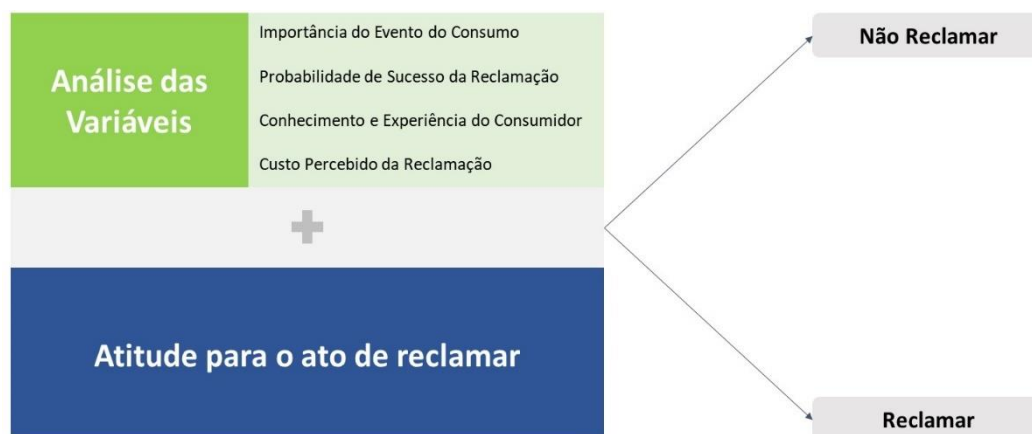 Análise das
Variáveis
Importância do Evento do Consumo
Probabilidade de Sucesso da Reclamação
Conhecimento e Experiência do Consumidor
Custo Percebido da Reclamação
Atitude para o ato de reclamar
Não Reclamar
Reclamar